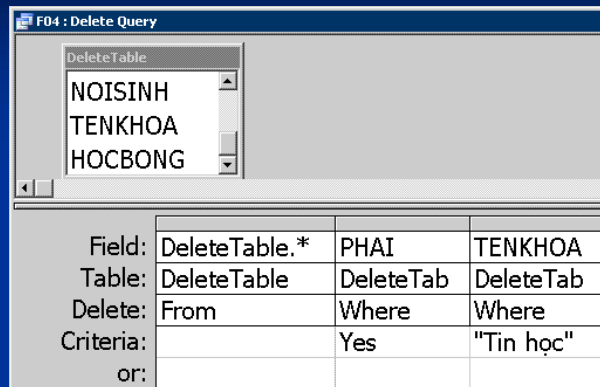 F04 : Delete Query
DeleteTable
NOISINH
TENKHOA
HOCBONG
Field: DeleteTable.* PHAI TENKHOA
Table: DeleteTable DeleteTab DeleteTab
Delete: From Where Where
Criteria: Yes "Tin học"
or: